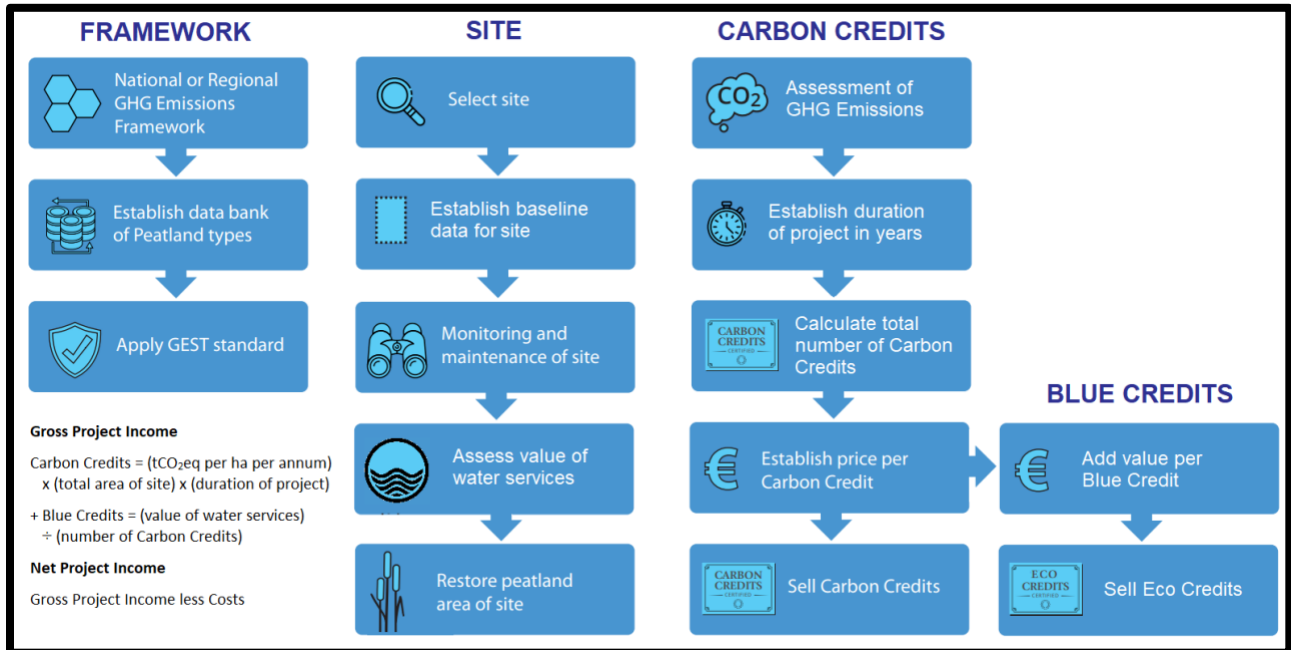 FRAMEWORK
National or Regional
GHG Emissions
Framework
Establish data bank
of Peatland types
Apply GEST standard
Gross Project Income
Carbon Credits = (tCO₂eq per ha per annum)
x (total area of site) x (duration of project)
+ Blue Credits = (value of water services)
÷ (number of Carbon Credits)
Net Project Income
Gross Project Income less Costs
SITE
Select site
Establish baseline
data for site
Monitoring and
maintenance of site
Assess value of
water services
Restore peatland
area of site
CARBON CREDITS
CO₂
Assessment of
GHG Emissions
Establish duration
of project in years
CARBON
CREDITS
CERTIFIED
Calculate total
number of Carbon
Credits
€
Establish price per
Carbon Credit
CARBON
CREDITS
CERTIFIED
Sell Carbon Credits
BLUE CREDITS
€
Add value per
Blue Credit
ECO
CREDITS
CERTIFIED
Sell Eco Credits